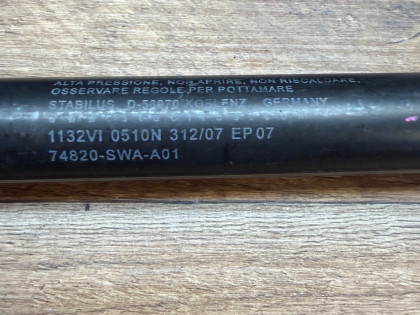 ALTA PRESSIONE, NON APRIRE, NON RISCALDARE,
OSSERVARE REGOLE PER POTTAMARE
STABILUS D-56070 KOBLENZ GERMANY
1132VI 0510N 312/07 EP07
74820-SWA-A01